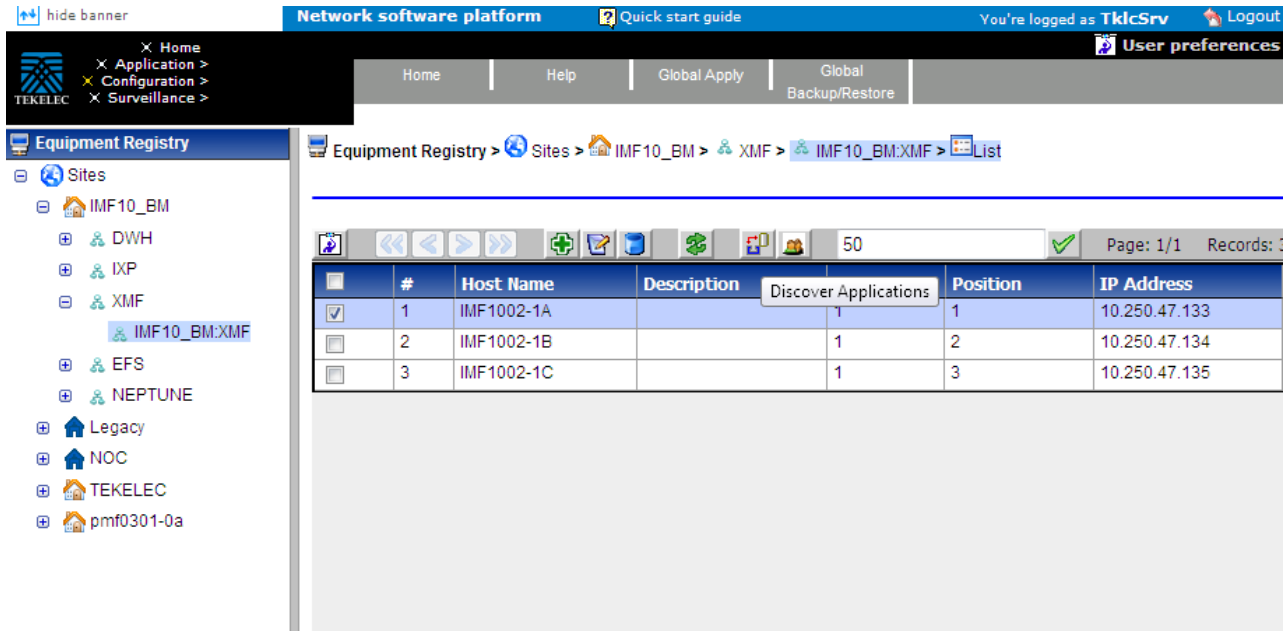 hide banner
Network software platform
Quick start guide
You're logged as TklcSrv
Logout
User preferences
TEKELEC
Home
Application >
Configuration >
Surveillance >
Home
Help
Global Apply
Global
Backup/Restore
Equipment Registry
Sites
IMF10_BM
DWH
IXP
XMF
IMF10_BM:XMF
EFS
NEPTUNE
Legacy
NOC
TEKELEC
pmf0301-0a
Equipment Registry > Sites > IMF10_BM > XMF > IMF10_BM:XMF > List
50
Page: 1/1 Records:
# Host Name Description Position IP Address
Discover Applications
1 IMF1002-1A 1 1 10.250.47.133
2 IMF1002-1B 1 2 10.250.47.134
3 IMF1002-1C 1 3 10.250.47.135